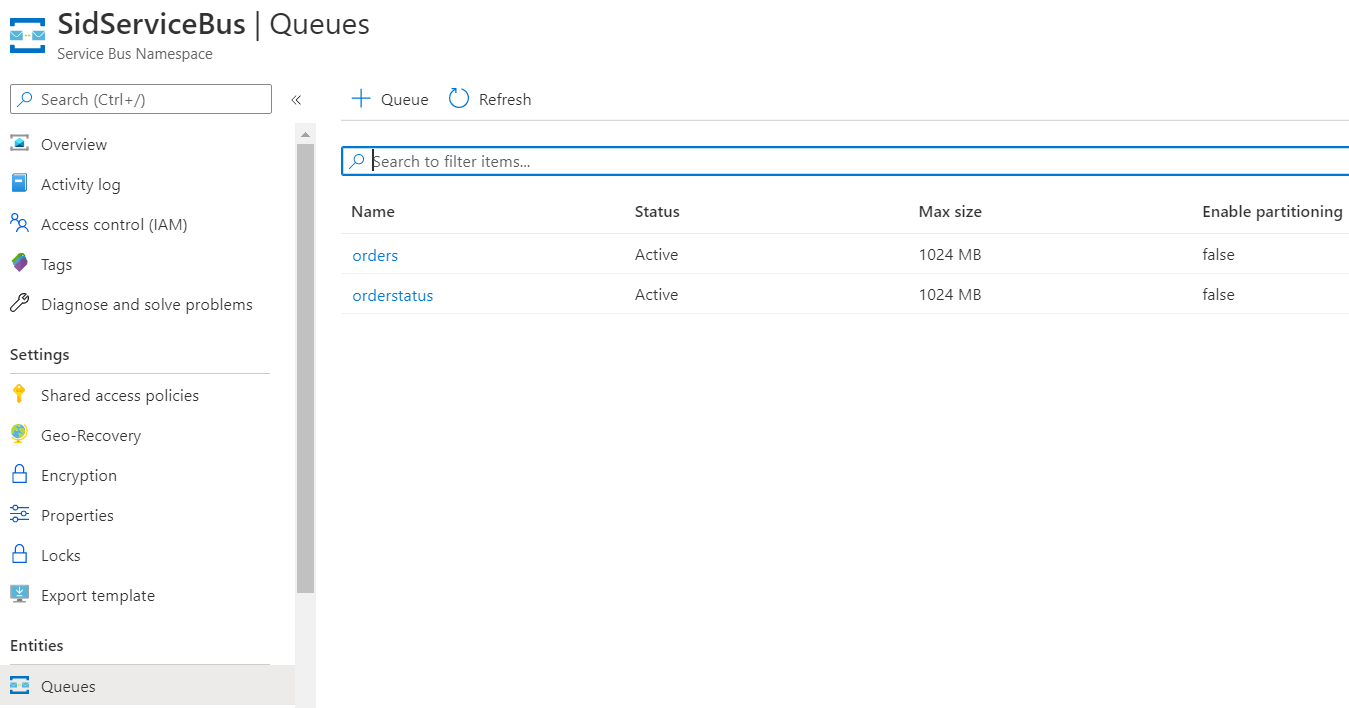 SidServiceBus | Queues
Service Bus Namespace
Search (Ctrl+/)
«
Overview
Activity log
Access control (IAM)
Tags
Diagnose and solve problems
Settings
Shared access policies
Geo-Recovery
Encryption
Properties
Locks
Export template
Entities
Queues
+ Queue Refresh
Search to filter items...
Name Status Max size Enable partitioning
orders Active 1024 MB false
orderstatus Active 1024 MB false